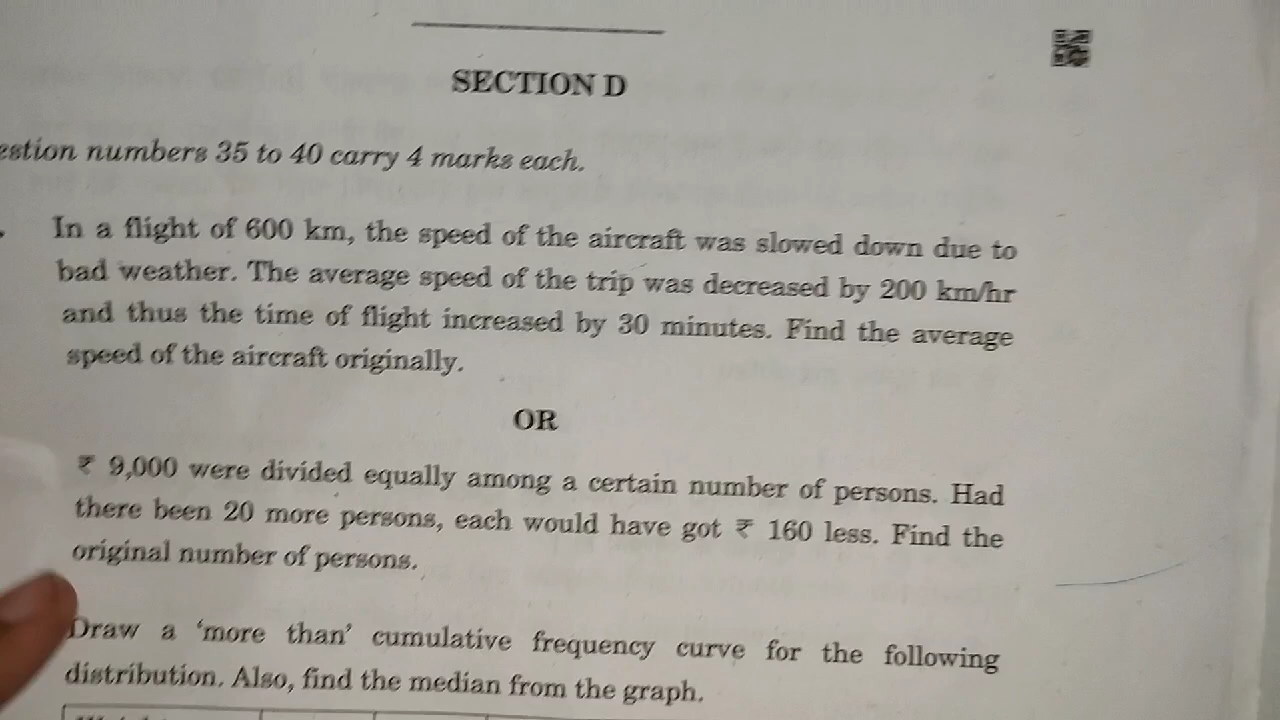 SECTION D
estion numbers 35 to 40 carry 4 marks each.
In a flight of 600 km, the speed of the aircraft was slowed down due to
bad weather. The average speed of the trip was decreased by 200 km/hr
and thus the time of flight increased by 30 minutes. Find the average
speed of the aircraft originally.
OR
₹ 9,000 were divided equally among a certain number of persons. Had
there been 20 more persons, each would have got ₹ 160 less. Find the
original number of persons.
Draw a ‘more than’ cumulative frequency curve for the following
distribution. Also, find the median from the graph.